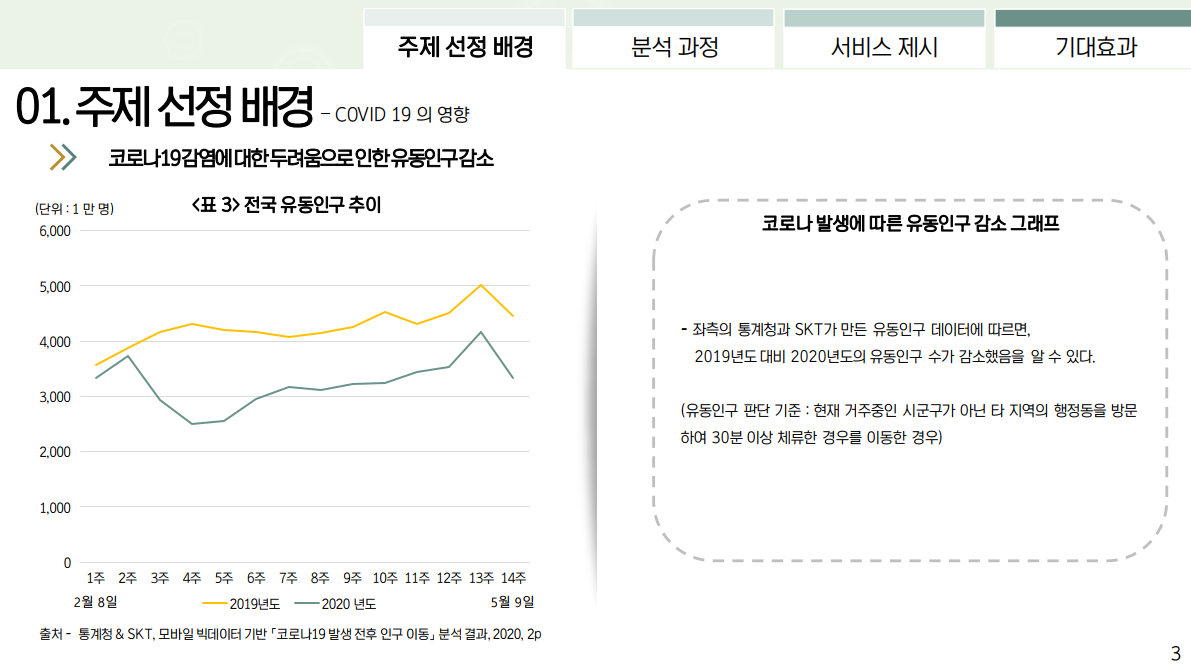 주제 선정 배경
분석 과정
서비스 제시
기대효과
01. 주제 선정 배경 – COVID 19 의 영향
코로나19 감염에 대한 두려움으로 인한 유동인구 감소
(단위 : 1 만 명)
<표 3> 전국 유동인구 추이
6,000
5,000
4,000
3,000
2,000
1,000
0
1주 2주 3주 4주 5주 6주 7주 8주 9주 10주 11주 12주 13주 14주
2월 8일
2019년도
2020 년도
5월 9일
출처 - 통계청 & SKT, 모바일 빅데이터 기반 「코로나19 발생 전후 인구 이동」 분석 결과, 2020, 2p
코로나 발생에 따른 유동인구 감소 그래프
- 좌측의 통계청과 SKT가 만든 유동인구 데이터에 따르면,
2019년도 대비 2020년도의 유동인구 수가 감소했음을 알 수 있다.
(유동인구 판단 기준 : 현재 거주중인 시군구가 아닌 타 지역의 행정동을 방문
하여 30분 이상 체류한 경우를 이동한 경우)
3